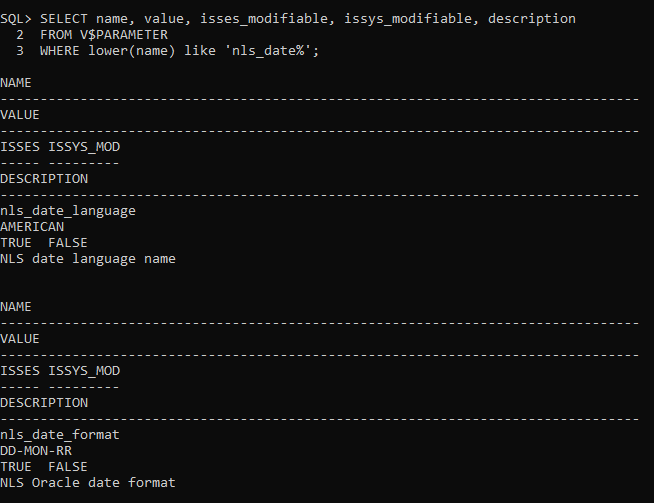 SQL> SELECT name, value, isses_modifiable, issys_modifiable, description
  2  FROM V$PARAMETER
  3  WHERE lower(name) like 'nls_date%';
NAME
--------------------------------------------------------------------------------
VALUE
--------------------------------------------------------------------------------
ISSES ISSYS_MOD
----- ---------
DESCRIPTION
--------------------------------------------------------------------------------
nls_date_language
AMERICAN
TRUE  FALSE
NLS date language name
NAME
--------------------------------------------------------------------------------
VALUE
--------------------------------------------------------------------------------
ISSES ISSYS_MOD
----- ---------
DESCRIPTION
--------------------------------------------------------------------------------
nls_date_format
DD-MON-RR
TRUE  FALSE
NLS Oracle date format